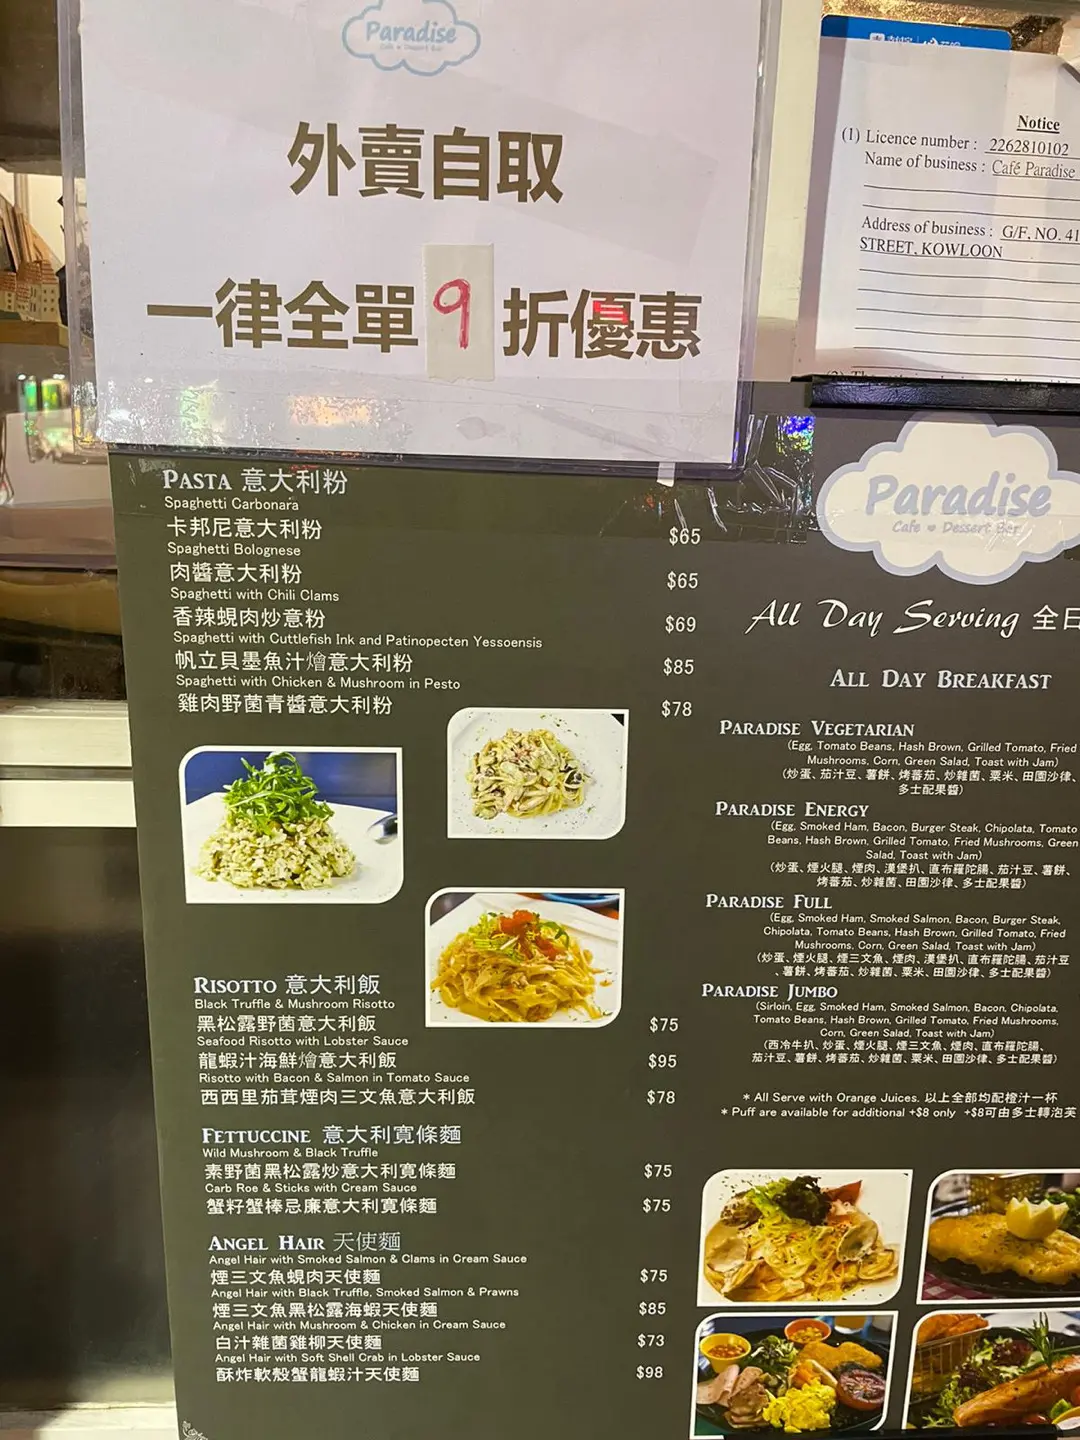 Paradise
Cafe Dessert Bar
外賣自取
一律全單9折優惠
Notice
(1) Licence number : 2262810102
Name of business : Café Paradise
Address of business : G/F, NO. 41
STREET, KOWLOON
PASTA 意大利粉
Spaghetti Carbonara
卡邦尼意大利粉 $65
Spaghetti Bolognese
肉醬意大利粉 $65
Spaghetti with Chili Clams
香辣蜆肉炒意粉 $69
Spaghetti with Cuttlefish Ink and Patinopecten Yessoensis
帆立貝墨魚汁燴意大利粉 $85
Spaghetti with Chicken & Mushroom in Pesto
雞肉野菌青醬意大利粉 $78
RISOTTO 意大利飯
Black Truffle & Mushroom Risotto
黑松露野菌意大利飯 $75
Seafood Risotto with Lobster Sauce
龍蝦汁海鮮燴意大利飯 $95
Risotto with Bacon & Salmon in Tomato Sauce
西西里茄茸煙肉三文魚意大利飯 $78
FETTUCCINE 意大利寬條麵
Wild Mushroom & Black Truffle
素野菌黑松露炒意大利寬條麵 $75
Carb Roe & Sticks with Cream Sauce
蟹籽蟹棒忌廉意大利寬條麵 $75
ANGEL HAIR 天使麵
Angel Hair with Smoked Salmon & Clams in Cream Sauce
煙三文魚蜆肉天使麵 $75
Angel Hair with Black Truffle, Smoked Salmon & Prawns
煙三文魚黑松露海蝦天使麵 $85
Angel Hair with Mushroom & Chicken in Cream Sauce
白汁雜菌雞柳天使麵 $73
Angel Hair with Soft Shell Crab in Lobster Sauce
酥炸軟殼蟹龍蝦汁天使麵 $98
Paradise
Cafe Dessert Bar
All Day Serving 全日
ALL DAY BREAKFAST
PARADISE VEGETARIAN
(Egg, Tomato Beans, Hash Brown, Grilled Tomato, Fried
Mushrooms, Corn, Green Salad, Toast with Jam)
(炒蛋、茄汁豆、薯餅、烤蕃茄、炒雜菌、粟米、田園沙律、
多士配果醬)
PARADISE ENERGY
(Egg, Smoked Ham, Bacon, Burger Steak, Chipolata, Tomato
Beans, Hash Brown, Grilled Tomato, Fried Mushrooms, Green
Salad, Toast with Jam)
(炒蛋、煙火腿、煙肉、漢堡扒、直布羅陀腸、茄汁豆、薯餅、
烤蕃茄、炒雜菌、田園沙律、多士配果醬)
PARADISE FULL
(Egg, Smoked Ham, Smoked Salmon, Bacon, Burger Steak,
Chipolata, Tomato Beans, Hash Brown, Grilled Tomato, Fried
Mushrooms, Corn, Green Salad, Toast with Jam)
(炒蛋、煙火腿、煙三文魚、煙肉、漢堡扒、直布羅陀腸、茄汁豆
、薯餅、烤蕃茄、炒雜菌、粟米、田園沙律、多士配果醬)
PARADISE JUMBO
(Sirloin, Egg, Smoked Ham, Smoked Salmon, Bacon, Chipolata,
Tomato Beans, Hash Brown, Grilled Tomato, Fried Mushrooms,
Corn, Green Salad, Toast with Jam)
(西冷牛扒、炒蛋、煙火腿、煙三文魚、煙肉、直布羅陀腸、
茄汁豆、薯餅、烤蕃茄、炒雜菌、粟米、田園沙律、多士配果醬)
* All Serve with Orange Juices. 以上全部均配橙汁一杯
* Puff are available for additional +$8 only +$8可由多士轉泡芙